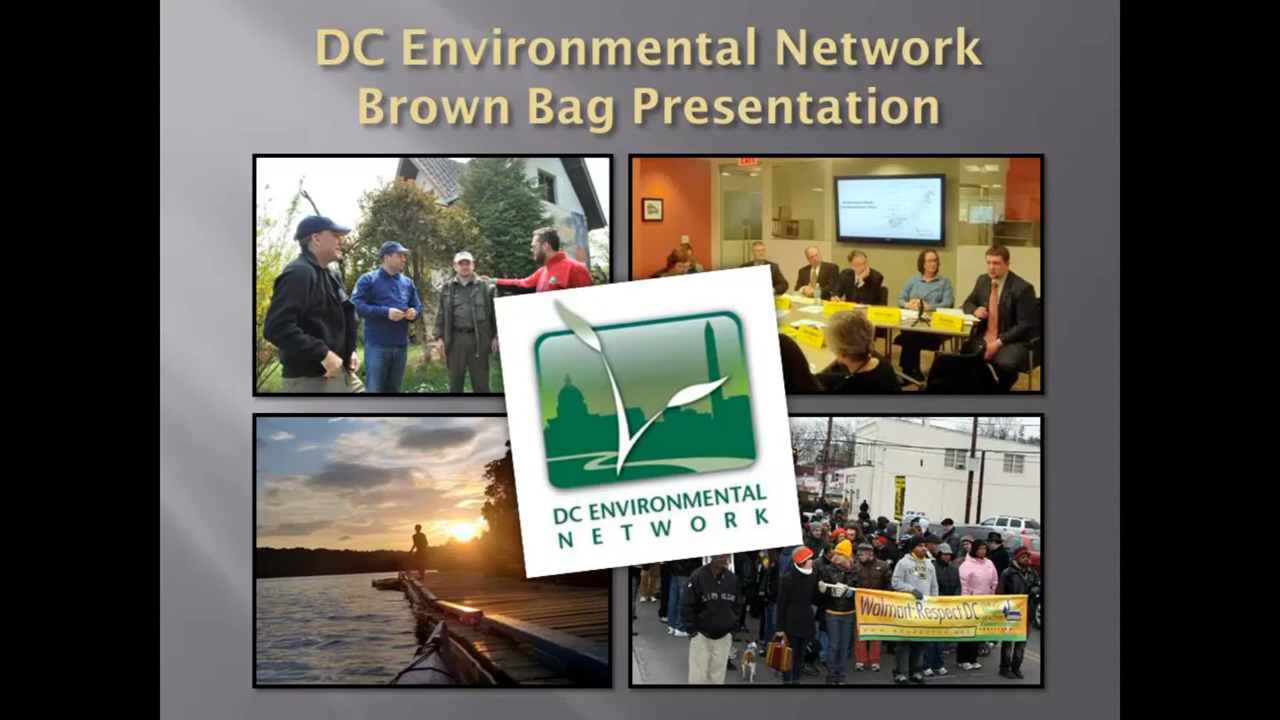 DC Environmental Network
Brown Bag Presentation
DC ENVIRONMENTAL
NETWORK
Walmart: Respect DC